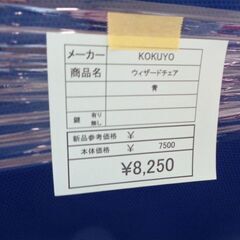 メーカー KOKUYO
商品名 ウィザードチェア
青
鍵 有り 無し
新品参考価格 ¥
本体価格 ¥ 7500
¥8,250